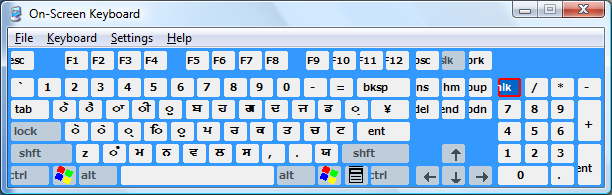 On-Screen Keyboard
File Keyboard Settings Help
esc F1 F2 F3 F4 F5 F6 F7 F8 F9 F10 F11 F12 psc slk brk
` 1 2 3 4 5 6 7 8 9 0 - = bksp ins hm pup nlk / * -
tab ੌ ੈ ਾ ੀ ੂ ਬ ਹ ਗ ਦ ਜ ਡ ਼ ¥ del end pdn 7 8 9 +
lock ੋ ੇ ੍ ਿ ੁ ਪ ਰ ਕ ਤ ਚ ਟ ent 4 5 6
shft z ੰ ਮ ਨ ਵ ਲ ਸ , . ਯ shft ↑ 1 2 3 ent
ctrl alt alt ctrl ← ↓ → 0 .